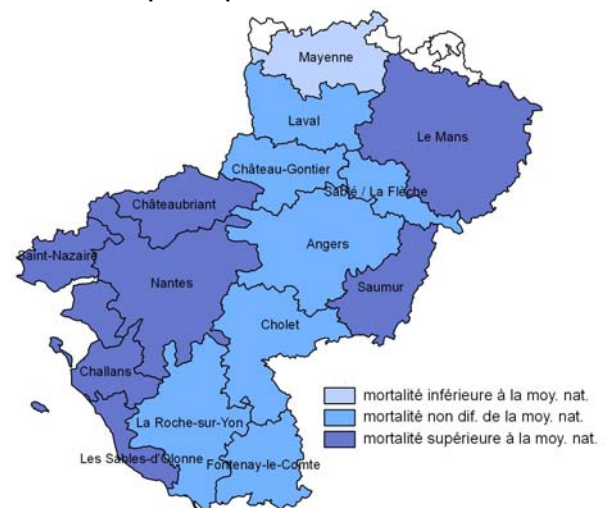 Mayenne
Laval
Le Mans
Château-Gontier
Sablé / La Flèche
Châteaubriant
Angers
Saint-Nazaire
Nantes
Saumur
Cholet
Challans
mortalité inférieure à la moy. nat.
mortalité non dif. de la moy. nat.
mortalité supérieure à la moy. nat.
La Roche-sur-Yon
Les Sables-d'Olonne
Fontenay-le-Comte